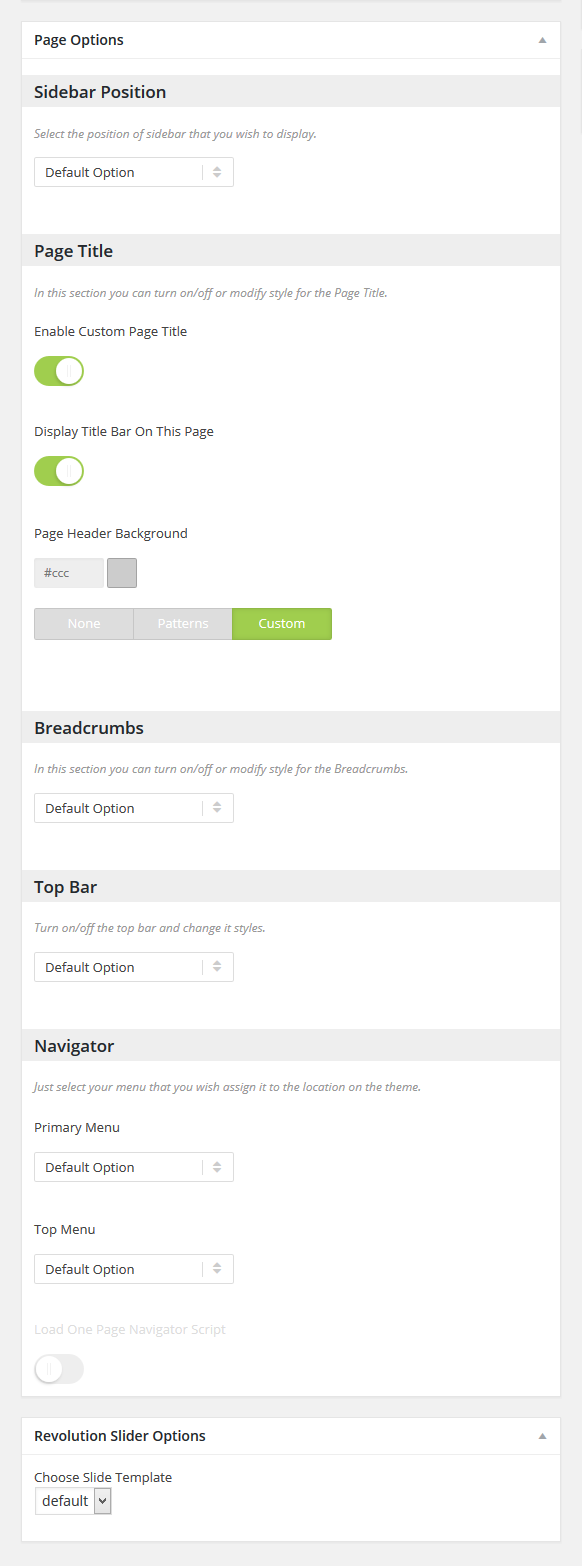 Page Options
Sidebar Position
Select the position of sidebar that you wish to display.
Default Option
Page Title
In this section you can turn on/off or modify style for the Page Title.
Enable Custom Page Title
Display Title Bar On This Page
Page Header Background
#ccc
None Patterns Custom
Breadcrumbs
In this section you can turn on/off or modify style for the Breadcrumbs.
Default Option
Top Bar
Turn on/off the top bar and change it styles.
Default Option
Navigator
Just select your menu that you wish assign it to the location on the theme.
Primary Menu
Default Option
Top Menu
Default Option
Load One Page Navigator Script
Revolution Slider Options
Choose Slide Template
default